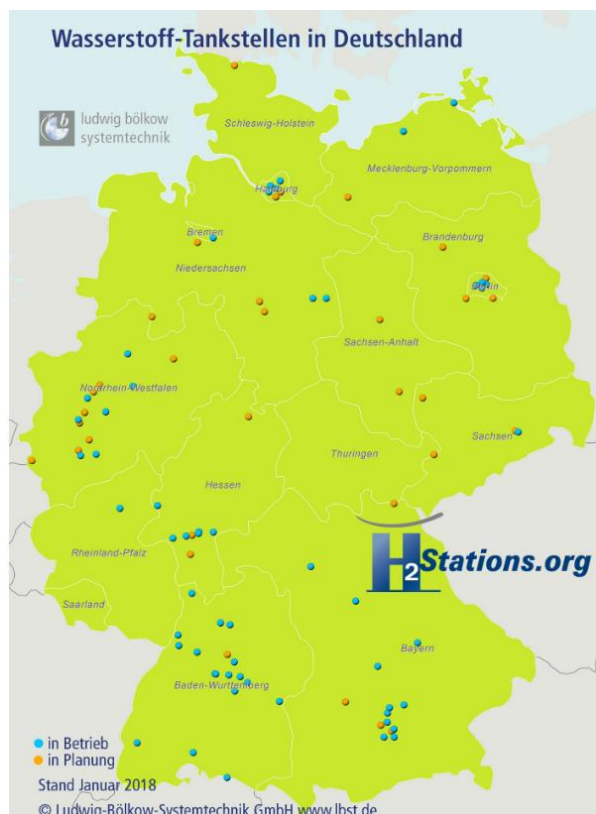 Wasserstoff-Tankstellen in Deutschland
ludwig bölkow
systemtechnik
Schleswig-Holstein
Mecklenburg-Vorpommern
Hamburg
Bremen
Brandenburg
Niedersachsen
Berlin
Sachsen-Anhalt
Nordrhein-Westfalen
Sachsen
Thüringen
Hessen
Rheinland-Pfalz
H2Stations.org
Saarland
Bayern
Baden-Württemberg
in Betrieb
in Planung
Stand Januar 2018
© Ludwig-Bölkow-Systemtechnik GmbH www.lbst.de